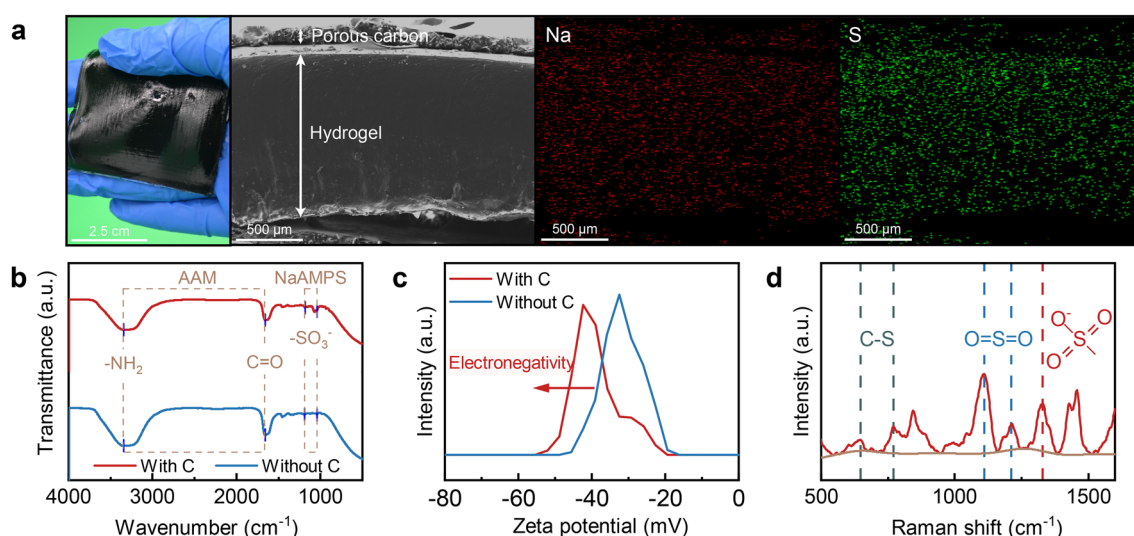 a
Porous carbon
Hydrogel
2.5 cm
500 μm
Na
500 μm
S
500 μm
b
AAM
NaAMPS
-NH2
C=O
-SO3-
With C
Without C
Transmittance (a.u.)
4000
3000
2000
1000
Wavenumber (cm-1)
c
With C
Without C
Electronegativity
Intensity (a.u.)
-80
-60
-40
-20
0
Zeta potential (mV)
d
C-S
O=S=O
O-
O
S
O
Intensity (a.u.)
500
1000
1500
Raman shift (cm-1)